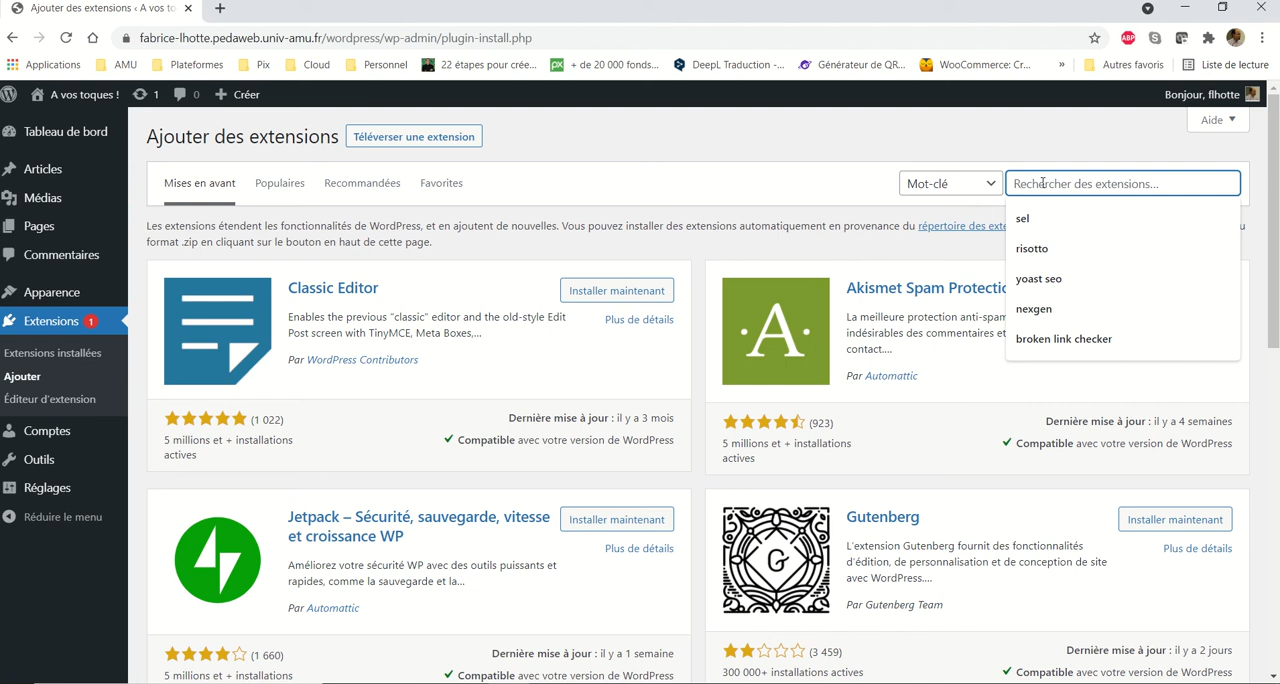 Ajouter des extensions ‹ A vos to
fabrice-lhotte.pedaweb.univ-amu.fr/wordpress/wp-admin/plugin-install.php
ABP
Applications
AMU
Plateformes
Pix
Cloud
Personnel
22 étapes pour crée...
px + de 20 000 fonds...
DeepL Traduction -...
Générateur de QR...
WooCommerce: Cr...
»
Autres favoris
Liste de lecture
A vos toques !
1
0
Créer
Bonjour, flhotte
Tableau de bord
Articles
Médias
Pages
Commentaires
Apparence
Extensions 1
Extensions installées
Ajouter
Éditeur d'extension
Comptes
Outils
Réglages
Réduire le menu
Aide
Ajouter des extensions
Téléverser une extension
Mises en avant
Populaires
Recommandées
Favorites
Mot-clé
Rechercher des extensions...
sel
risotto
yoast seo
nexgen
broken link checker
Les extensions étendent les fonctionnalités de WordPress, et en ajoutent de nouvelles. Vous pouvez installer des extensions automatiquement en provenance du répertoire des exte
u
format .zip en cliquant sur le bouton en haut de cette page.
Classic Editor
Installer maintenant
Plus de détails
Enables the previous "classic" editor and the old-style Edit
Post screen with TinyMCE, Meta Boxes,...
Par WordPress Contributors
(1 022)
5 millions et + installations
actives
Dernière mise à jour : il y a 3 mois
Compatible avec votre version de WordPress
A
Akismet Spam Protectio
La meilleure protection anti-spam
indésirables des commentaires et
contact....
Par Automattic
(923)
5 millions et + installations
actives
Dernière mise à jour : il y a 4 semaines
Compatible avec votre version de WordPress
Jetpack – Sécurité, sauvegarde, vitesse
et croissance WP
Installer maintenant
Plus de détails
Améliorez votre sécurité WP avec des outils puissants et
rapides, comme la sauvegarde et la...
Par Automattic
(1 660)
5 millions et + installations
Dernière mise à jour : il y a 1 semaine
Compatible avec votre version de WordPress
G
Gutenberg
Installer maintenant
Plus de détails
L'extension Gutenberg fournit des fonctionnalités
d'édition, de personnalisation et de conception de site
avec WordPress....
Par Gutenberg Team
(3 459)
300 000+ installations actives
Dernière mise à jour : il y a 2 jours
Compatible avec votre version de WordPress